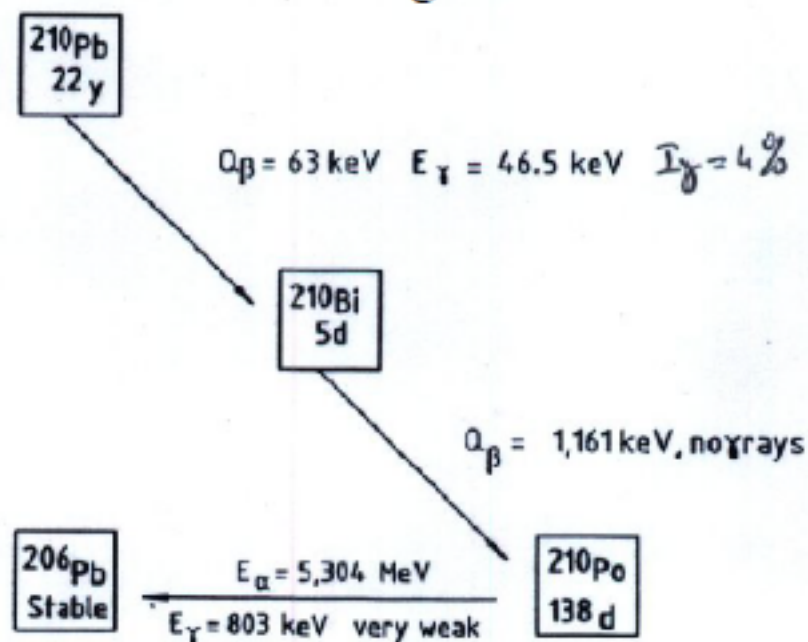 210Pb
22 y
Qβ = 63 keV Eγ = 46.5 keV Iγ = 4%
210Bi
5d
Qβ = 1,161 keV, no γ rays
206Pb
Stable
Eα = 5,304 MeV
Eγ = 803 keV very weak
210Po
138 d